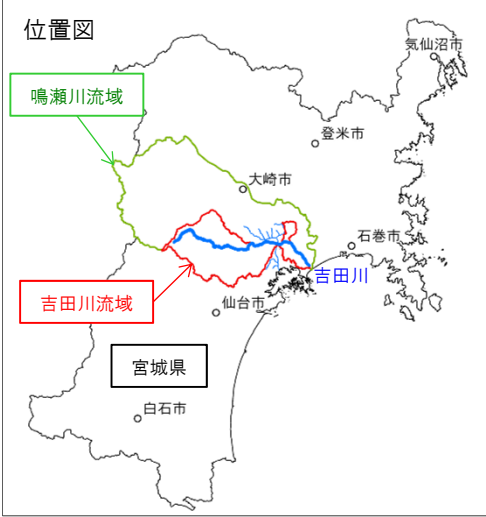 位置図
気仙沼市
鳴瀬川流域
登米市
大崎市
石巻市
吉田川
吉田川流域
仙台市
宮城県
白石市